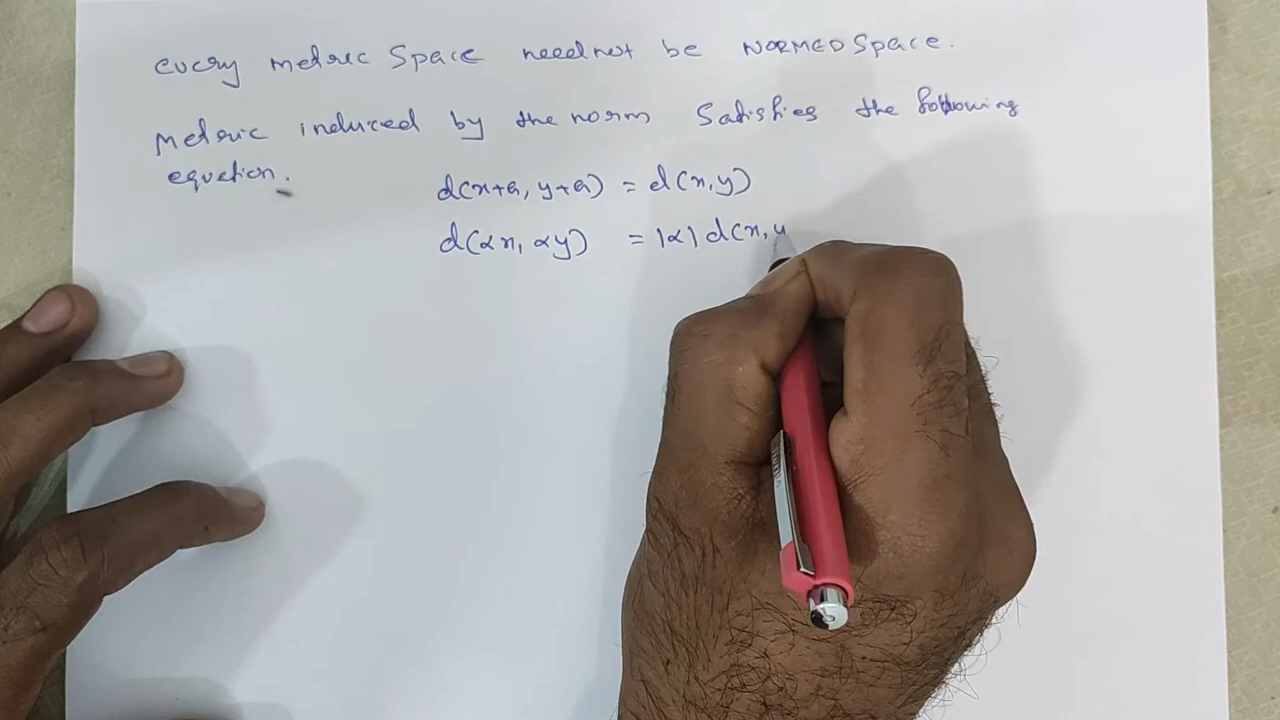 every metric Space need not be NORMED Space.
Metric induced by the norm Satisfies the following
equation.
d(x+a, y+a) = d(x,y)
d(αx, αy) = |α| d(x,y